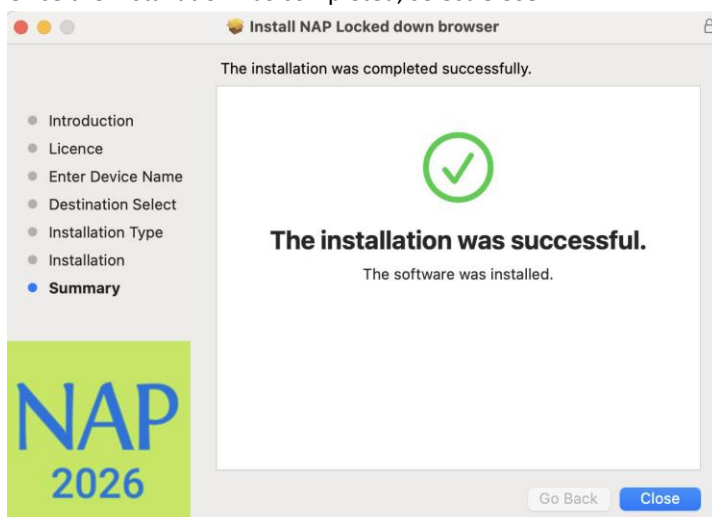 Install NAP Locked down browser
The installation was completed successfully.
Introduction
Licence
Enter Device Name
Destination Select
Installation Type
Installation
Summary
The installation was successful.
The software was installed.
NAP
2026
Go Back
Close